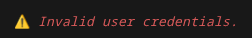 ⚠️ Invalid user credentials.